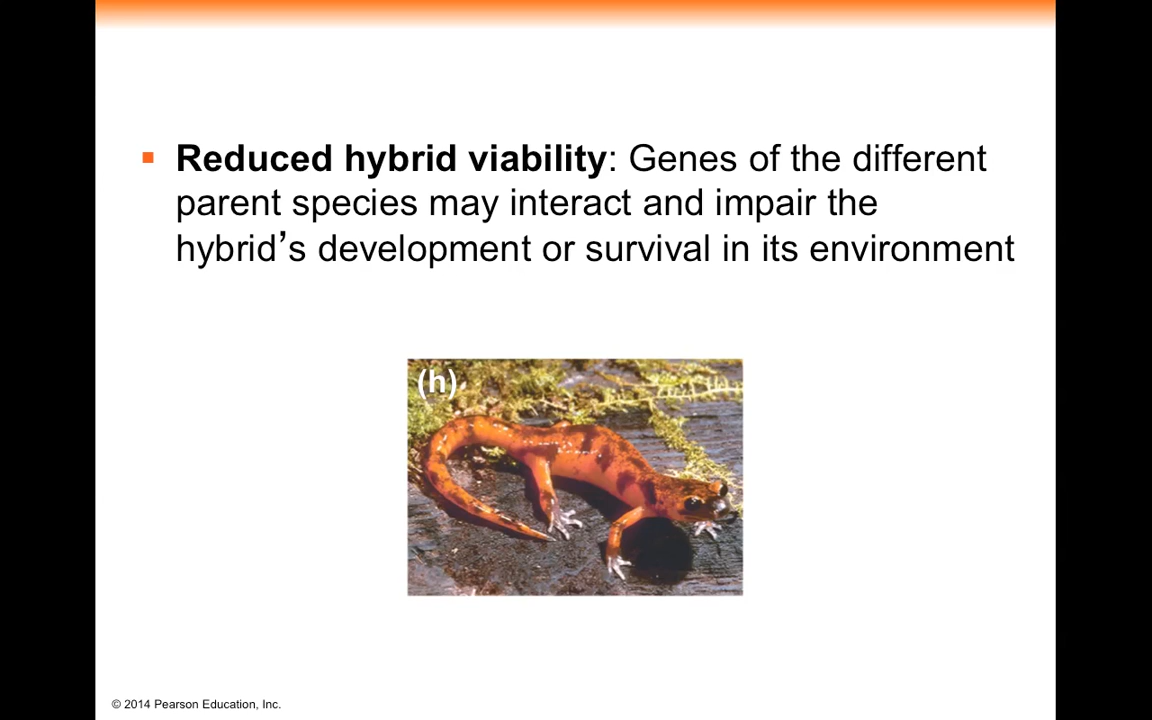 Reduced hybrid viability: Genes of the different
parent species may interact and impair the
hybrid’s development or survival in its environment
(h)
© 2014 Pearson Education, Inc.